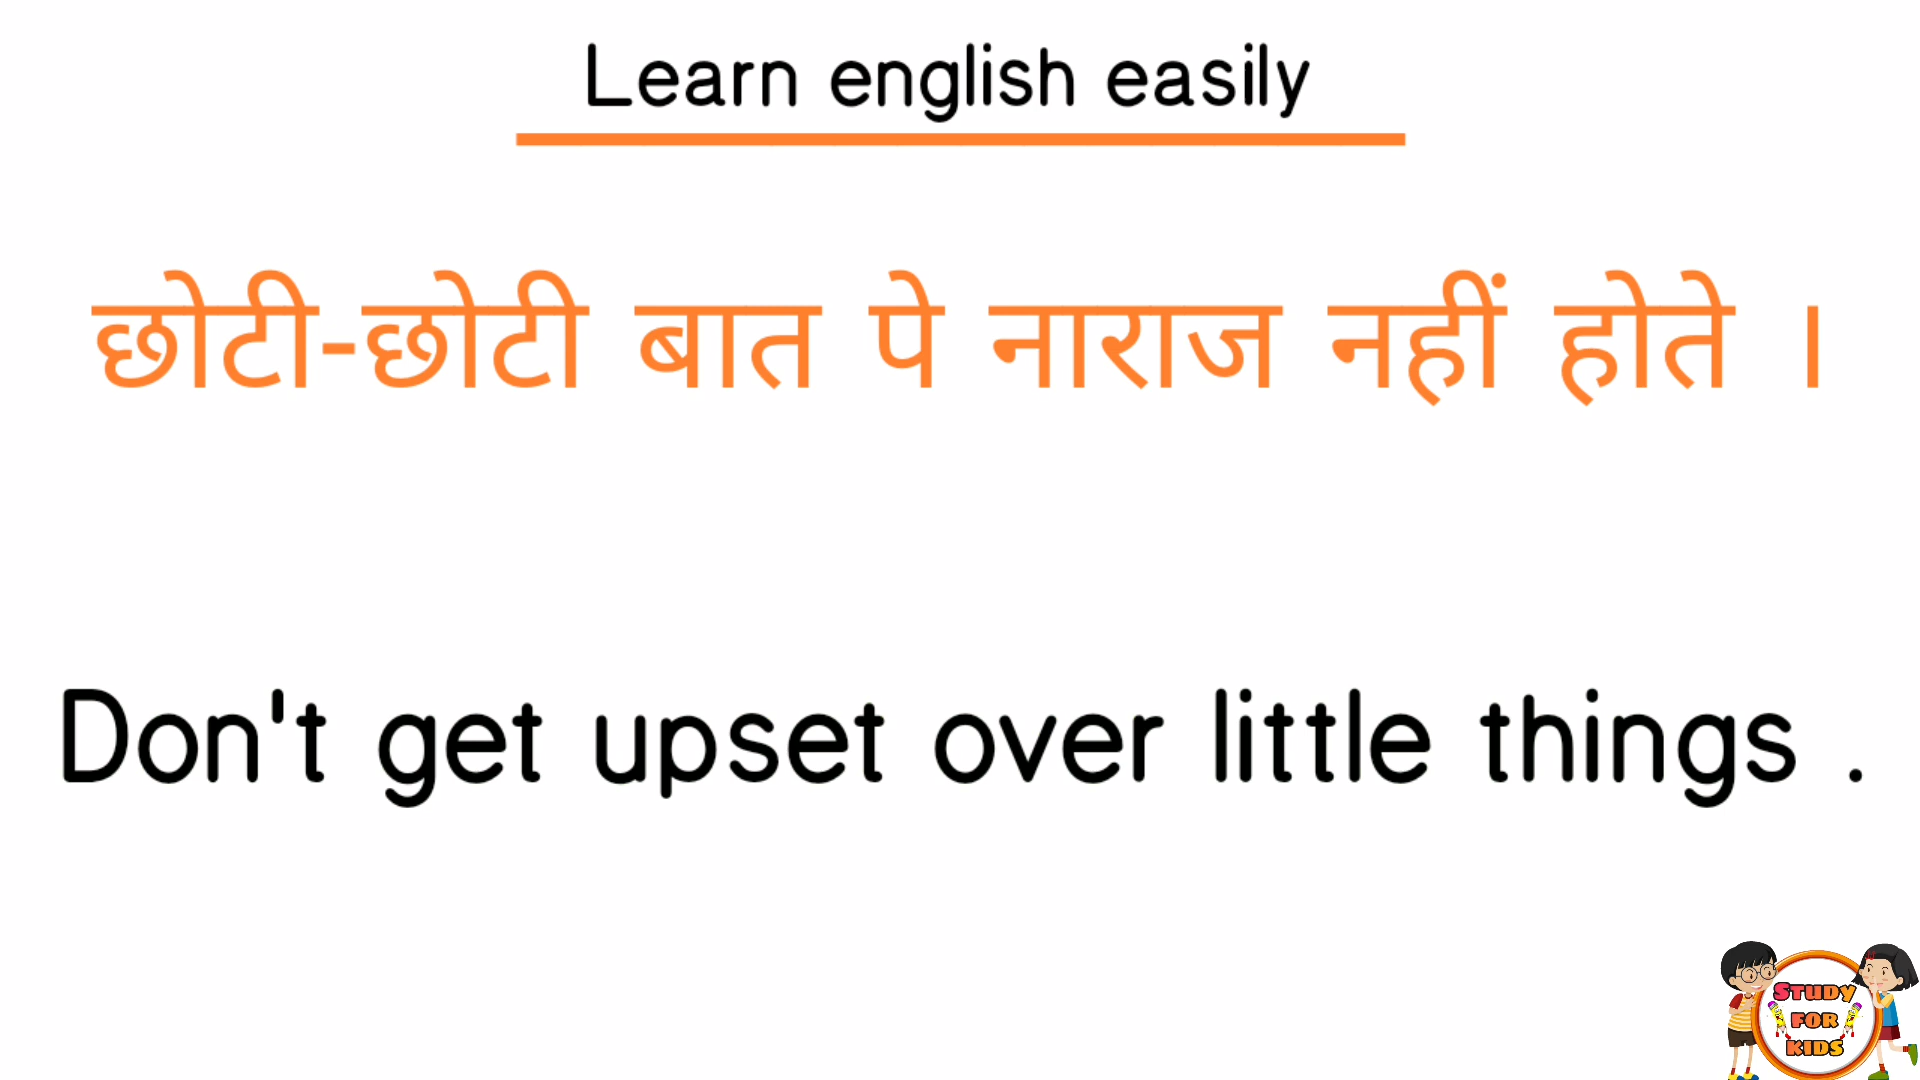 Learn english easily
छोटी-छोटी बात पे नाराज नहीं होते ।
Don't get upset over little things .
STUDY
FOR
KIDS